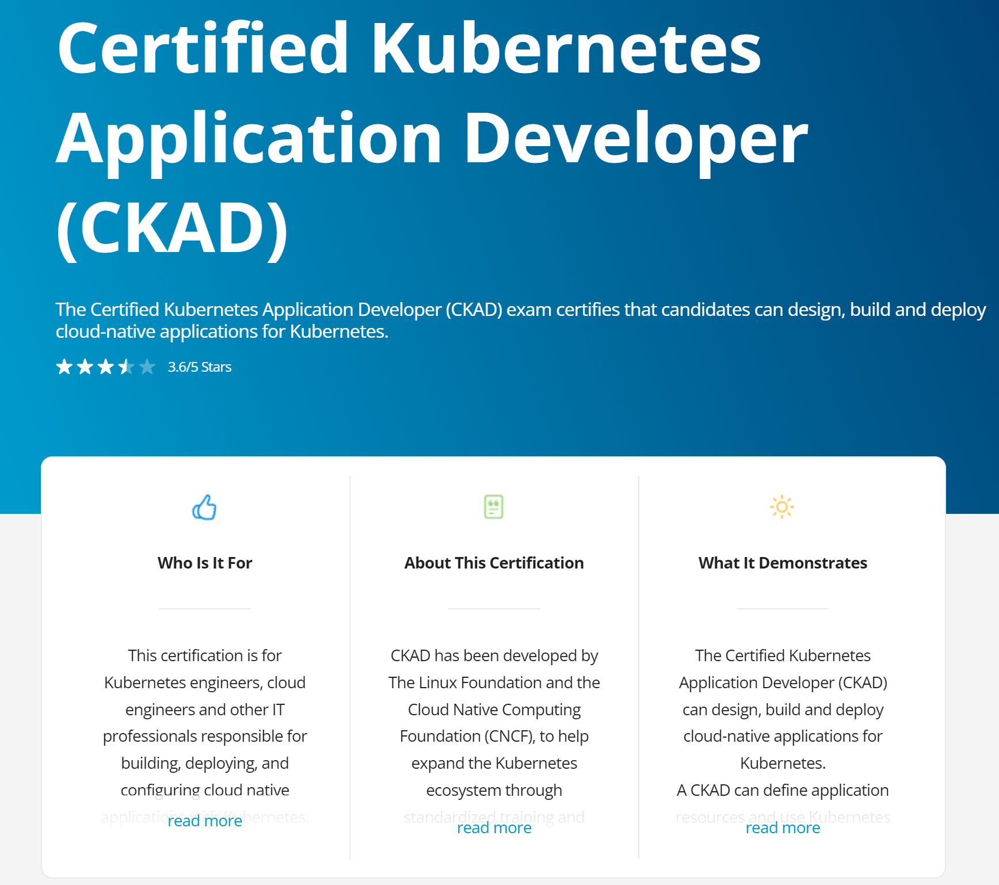 Certified Kubernetes
Application Developer
(CKAD)
The Certified Kubernetes Application Developer (CKAD) exam certifies that candidates can design, build and deploy
cloud-native applications for Kubernetes.
3.6/5 Stars
Who Is It For
This certification is for
Kubernetes engineers, cloud
engineers and other IT
professionals responsible for
building, deploying, and
configuring cloud native
applications with Kubernetes.
read more
About This Certification
CKAD has been developed by
The Linux Foundation and the
Cloud Native Computing
Foundation (CNCF), to help
expand the Kubernetes
ecosystem through
standardized training and
read more
What It Demonstrates
The Certified Kubernetes
Application Developer (CKAD)
can design, build and deploy
cloud-native applications for
Kubernetes.
A CKAD can define application
resources and use Kubernetes
read more